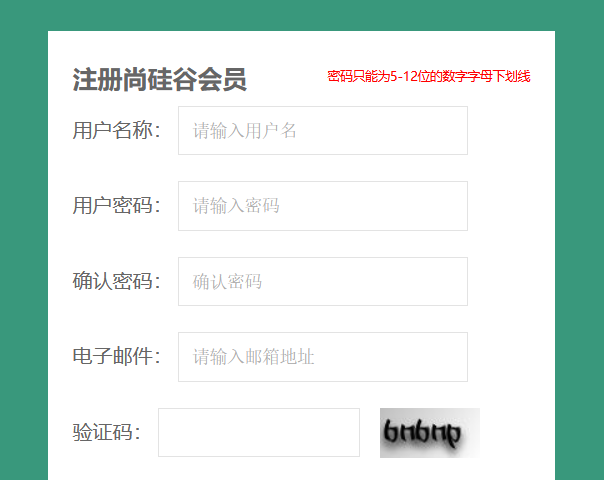 注册尚硅谷会员
密码只能为5-12位的数字字母下划线
用户名称：
请输入用户名
用户密码：
请输入密码
确认密码：
确认密码
电子邮件：
请输入邮箱地址
验证码：
bnbnp